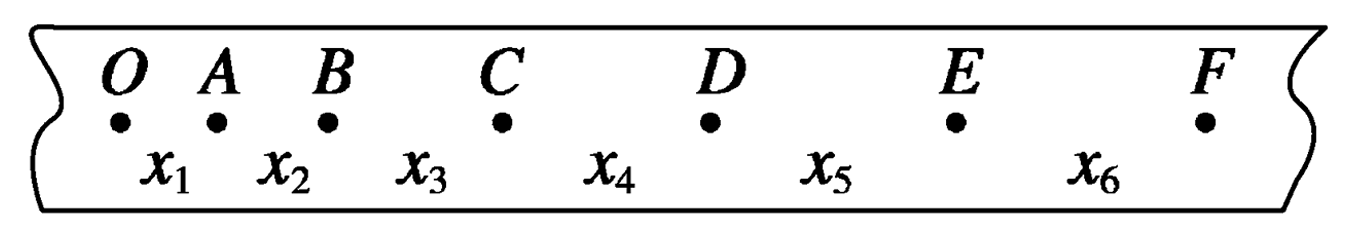 O A B C D E F
x₁ x₂ x₃ x₄ x₅ x₆